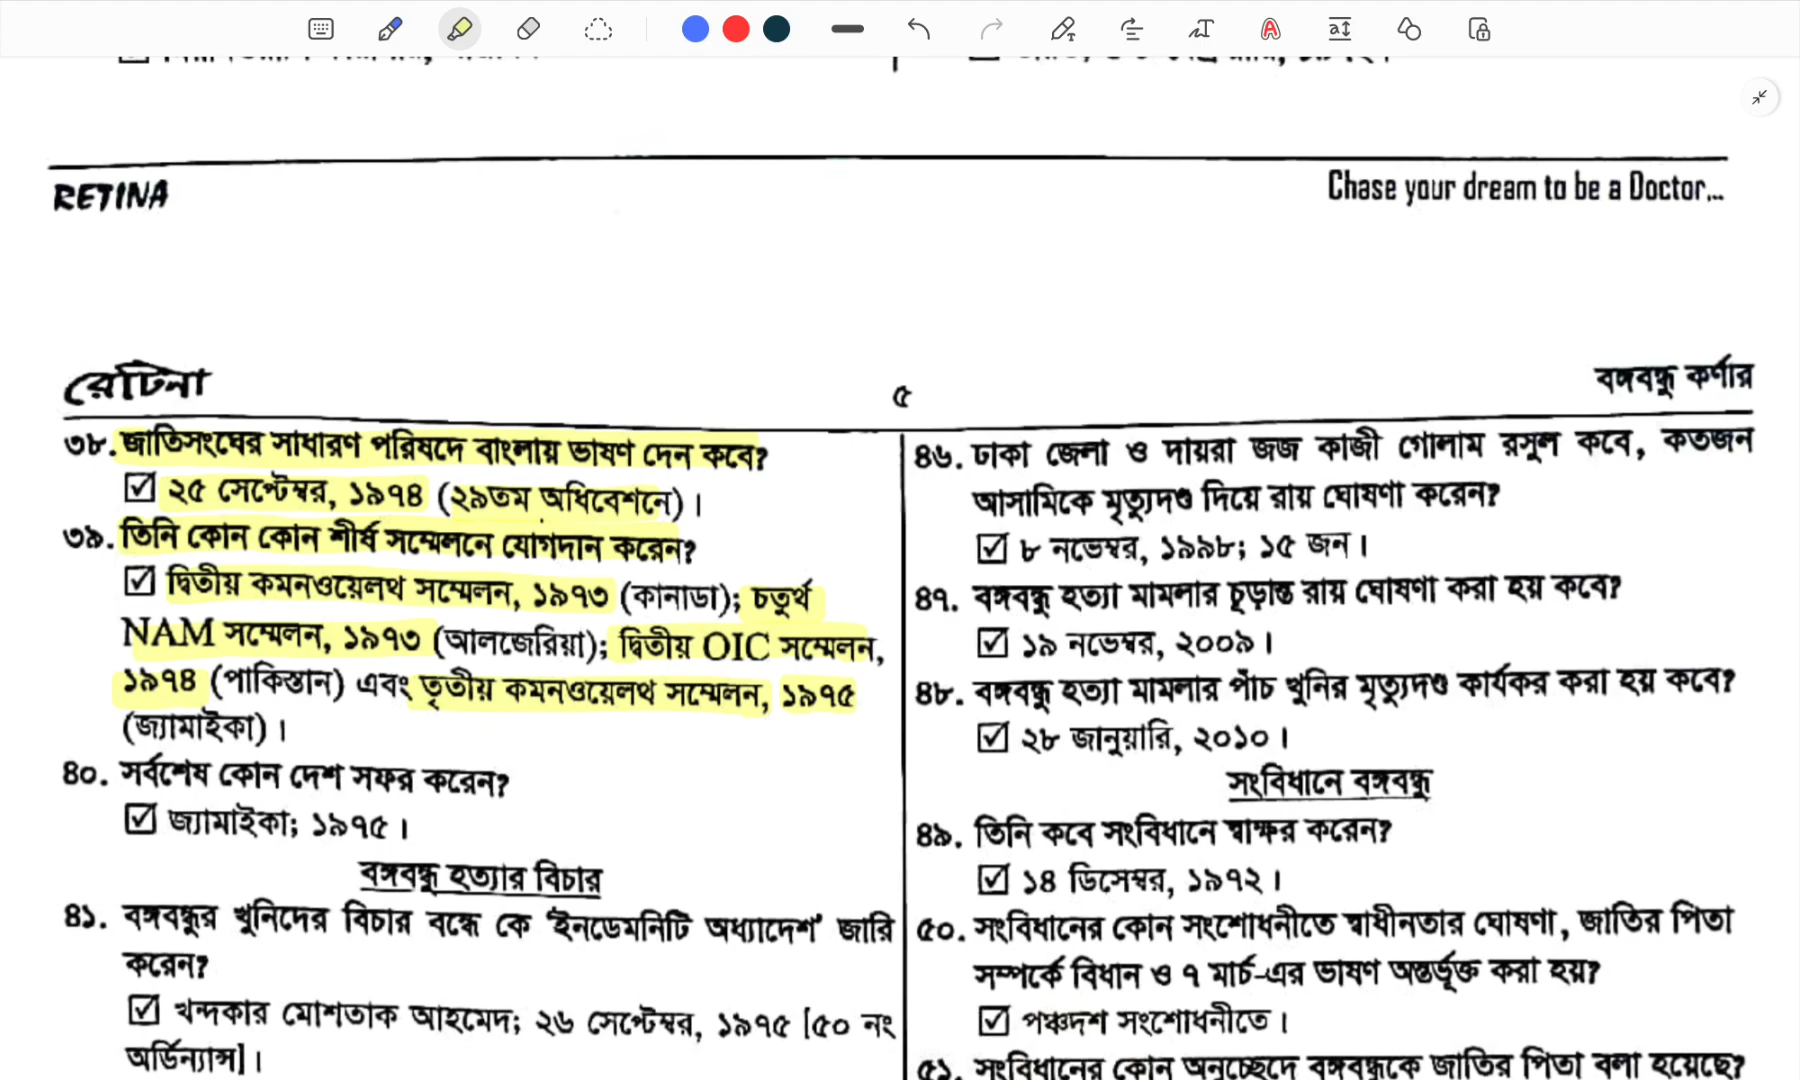 RETINA
Chase your dream to be a Doctor...
রেটিনা
৫
বঙ্গবন্ধু কর্ণার
৩৮. জাতিসংঘের সাধারণ পরিষদে বাংলায় ভাষণ দেন কবে?
☑ ২৫ সেপ্টেম্বর, ১৯৭৪ (২৯তম অধিবেশনে)।
৩৯. তিনি কোন কোন শীর্ষ সম্মেলনে যোগদান করেন?
☑ দ্বিতীয় কমনওয়েলথ সম্মেলন, ১৯৭৩ (কানাডা); চতুর্থ
NAM সম্মেলন, ১৯৭৩ (আলজেরিয়া); দ্বিতীয় OIC সম্মেলন,
১৯৭৪ (পাকিস্তান) এবং তৃতীয় কমনওয়েলথ সম্মেলন, ১৯৭৫
(জ্যামাইকা)।
৪০. সর্বশেষ কোন দেশ সফর করেন?
☑ জ্যামাইকা; ১৯৭৫।
বঙ্গবন্ধু হত্যার বিচার
৪১. বঙ্গবন্ধুর খুনিদের বিচার বন্ধে কে ‘ইনডেমনিটি অধ্যাদেশ’ জারি
করেন?
☑ খন্দকার মোশতাক আহমেদ; ২৬ সেপ্টেম্বর, ১৯৭৫ [৫০ নং
অর্ডিন্যান্স]।
৪৬. ঢাকা জেলা ও দায়রা জজ কাজী গোলাম রসুল কবে, কতজন
আসামিকে মৃত্যুদণ্ড দিয়ে রায় ঘোষণা করেন?
☑ ৮ নভেম্বর, ১৯৯৮; ১৫ জন।
৪৭. বঙ্গবন্ধু হত্যা মামলার চূড়ান্ত রায় ঘোষণা করা হয় কবে?
☑ ১৯ নভেম্বর, ২০০৯।
৪৮. বঙ্গবন্ধু হত্যা মামলার পাঁচ খুনির মৃত্যুদণ্ড কার্যকর করা হয় কবে?
☑ ২৮ জানুয়ারি, ২০১০।
সংবিধানে বঙ্গবন্ধু
৪৯. তিনি কবে সংবিধানে স্বাক্ষর করেন?
☑ ১৪ ডিসেম্বর, ১৯৭২।
৫০. সংবিধানের কোন সংশোধনীতে স্বাধীনতার ঘোষণা, জাতির পিতা
সম্পর্কে বিধান ও ৭ মার্চ-এর ভাষণ অন্তর্ভূক্ত করা হয়?
☑ পঞ্চদশ সংশোধনীতে।
৫১. সংবিধানের কোন অনুচ্ছেদে বঙ্গবন্ধুকে জাতির পিতা বলা হয়েছে?